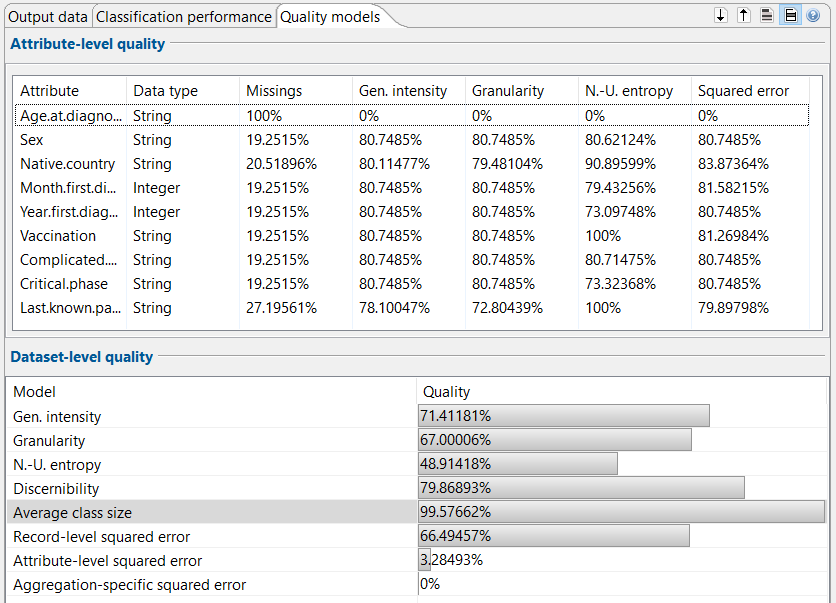 Output data Classification performance Quality models
Attribute-level quality
Attribute Data type Missings Gen. intensity Granularity N.-U. entropy Squared error
Age.at.diagno... String 100% 0% 0% 0% 0%
Sex String 19.2515% 80.7485% 80.7485% 80.62124% 80.7485%
Native.country String 20.51896% 80.11477% 79.48104% 90.89599% 83.87364%
Month.first.di... Integer 19.2515% 80.7485% 80.7485% 79.43256% 81.58215%
Year.first.diag... Integer 19.2515% 80.7485% 80.7485% 73.09748% 80.7485%
Vaccination String 19.2515% 80.7485% 80.7485% 100% 81.26984%
Complicated.... String 19.2515% 80.7485% 80.7485% 80.71475% 80.7485%
Critical.phase String 19.2515% 80.7485% 80.7485% 73.32368% 80.7485%
Last.known.pa... String 27.19561% 78.10047% 72.80439% 100% 79.89798%
Dataset-level quality
Model Quality
Gen. intensity 71.41181%
Granularity 67.00006%
N.-U. entropy 48.91418%
Discernibility 79.86893%
Average class size 99.57662%
Record-level squared error 66.49457%
Attribute-level squared error 3.28493%
Aggregation-specific squared error 0%